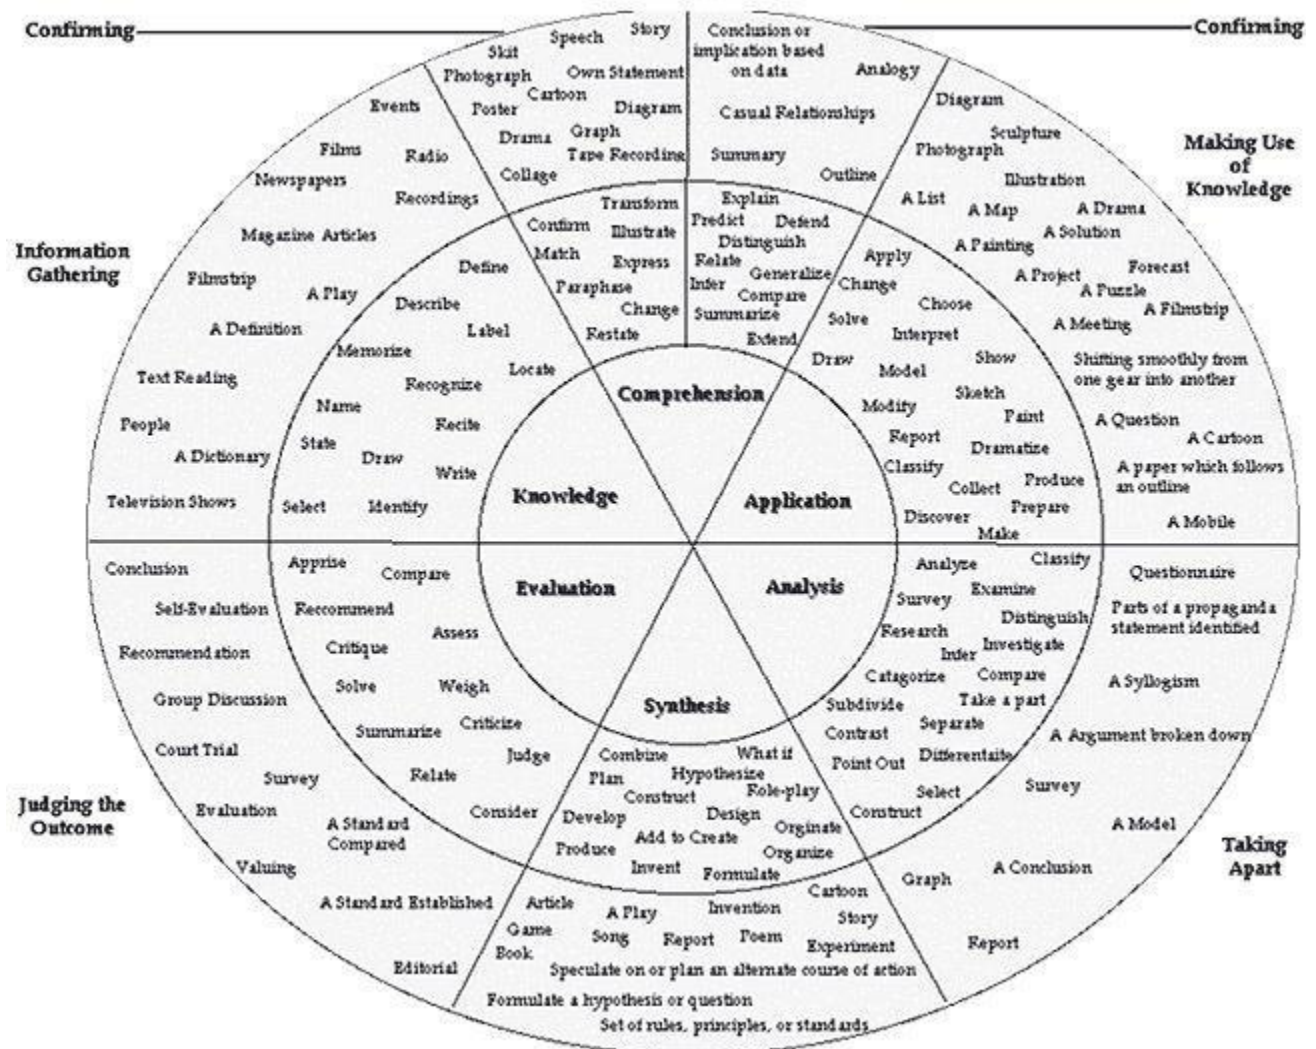 Confirming
Confirming
Skit
Speech
Story
Photograph
Own Statement
Cartoon
Poster
Diagram
Drama
Graph
Tape Recording
Collage
Conclusion or
implication based
on data
Analogy
Casual Relationships
Summary
Outline
Making Use
of
Knowledge
Diagram
Sculpture
Photograph
Illustration
A List
A Map
A Drama
A Solution
A Painting
A Project
Forecast
A Puzzle
A Filmstrip
A Meeting
Shifting smoothly from
one gear into another
A Question
A Cartoon
A paper which follows
an outline
A Mobile
Information
Gathering
Events
Films
Radio
Newspapers
Recordings
Magazine Articles
Filmstrip
A Play
A Definition
Text Reading
People
A Dictionary
Television Shows
Define
Describe
Label
Memorize
Locate
Recognize
Name
Recite
State
Draw
Write
Select
Identify
Transform
Confirm
Illustrate
Match
Express
Paraphase
Change
Restate
Explain
Predict
Defend
Distinguish
Relate
Generalize
Infer
Compare
Summarize
Extend
Apply
Change
Choose
Solve
Interpret
Draw
Show
Model
Sketch
Modify
Paint
Report
Dramatize
Classify
Collect
Produce
Prepare
Discover
Make
Comprehension
Knowledge
Application
Evaluation
Analysis
Synthesis
Apprise
Compare
Reccommend
Assess
Critique
Solve
Weigh
Summarize
Criticize
Judge
Relate
Consider
Analyze
Classify
Survey
Examine
Distinguish
Research
Infer
Investigate
Catagorize
Compare
Subdivide
Take a part
Contrast
Separate
Point Out
Differentaite
Select
Construct
Combine
What if
Plan
Hypothesize
Construct
Role-play
Develop
Design
Add to Create
Orginate
Produce
Organize
Invent
Formulate
Judging the
Outcome
Conclusion
Self-Evaluation
Recommendation
Group Discussion
Court Trial
Survey
Evaluation
A Standard
Compared
Valuing
A Standard Established
Editorial
Article
A Play
Invention
Cartoon
Story
Game
Song
Report
Poem
Experiment
Book
Speculate on or plan an alternate course of action
Formulate a hypothesis or question
Set of rules, principles, or standards
Questionnaire
Parts of a propaganda
statement identified
A Syllogism
A Argument broken down
Survey
A Model
Graph
A Conclusion
Report
Taking
Apart